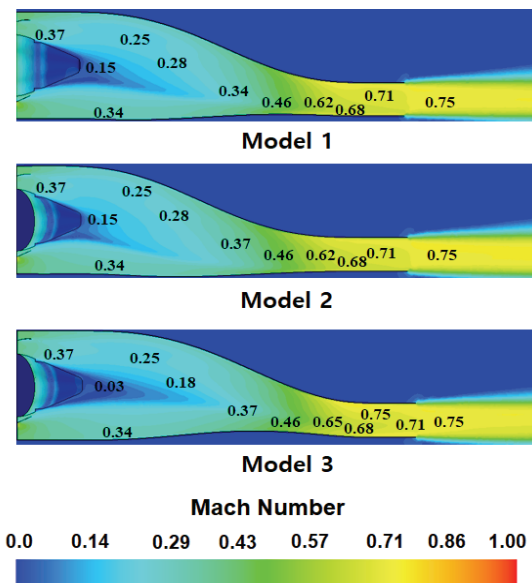 0.37 0.25
0.15 0.28
0.34 0.34 0.46 0.62 0.68 0.71 0.75
Model 1
0.37 0.25
0.15 0.28
0.34 0.37 0.46 0.62 0.68 0.71 0.75
Model 2
0.37 0.25
0.03 0.18
0.34 0.37 0.46 0.65 0.68 0.75 0.71 0.75
Model 3
Mach Number
0.0 0.14 0.29 0.43 0.57 0.71 0.86 1.00